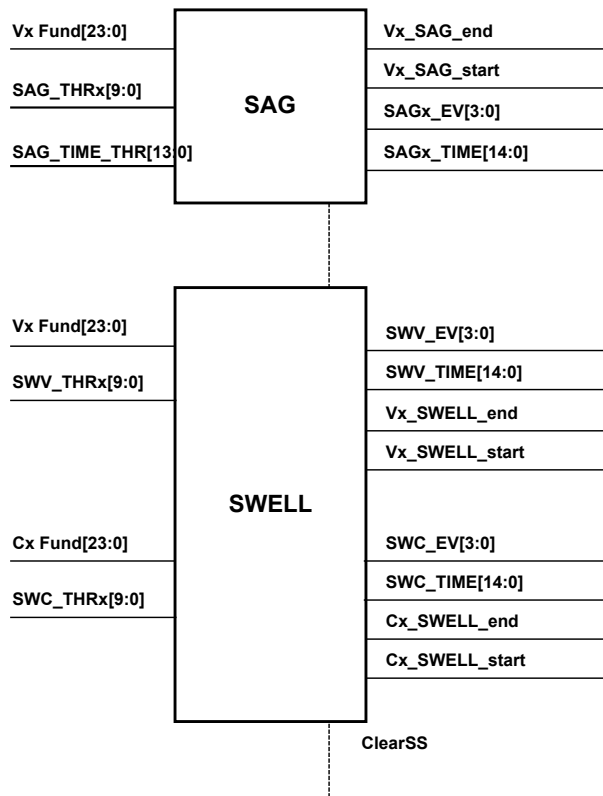 Vx Fund[23:0]
SAG_THRx[9:0]
SAG_TIME_THR[13:0]
SAG
Vx_SAG_end
Vx_SAG_start
SAGx_EV[3:0]
SAGx_TIME[14:0]
Vx Fund[23:0]
SWV_THRx[9:0]
Cx Fund[23:0]
SWC_THRx[9:0]
SWELL
SWV_EV[3:0]
SWV_TIME[14:0]
Vx_SWELL_end
Vx_SWELL_start
SWC_EV[3:0]
SWC_TIME[14:0]
Cx_SWELL_end
Cx_SWELL_start
ClearSS